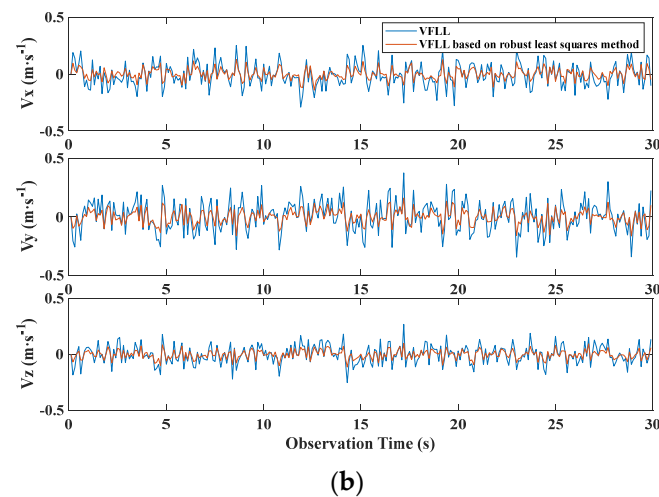 0.5
VFLL
VFLL based on robust least squares method
Vx (m·s⁻¹)
0
-0.5
0 5 10 15 20 25 30
0.5
Vy (m·s⁻¹)
0
-0.5
0 5 10 15 20 25 30
0.5
Vz (m·s⁻¹)
0
-0.5
0 5 10 15 20 25 30
Observation Time (s)
(b)